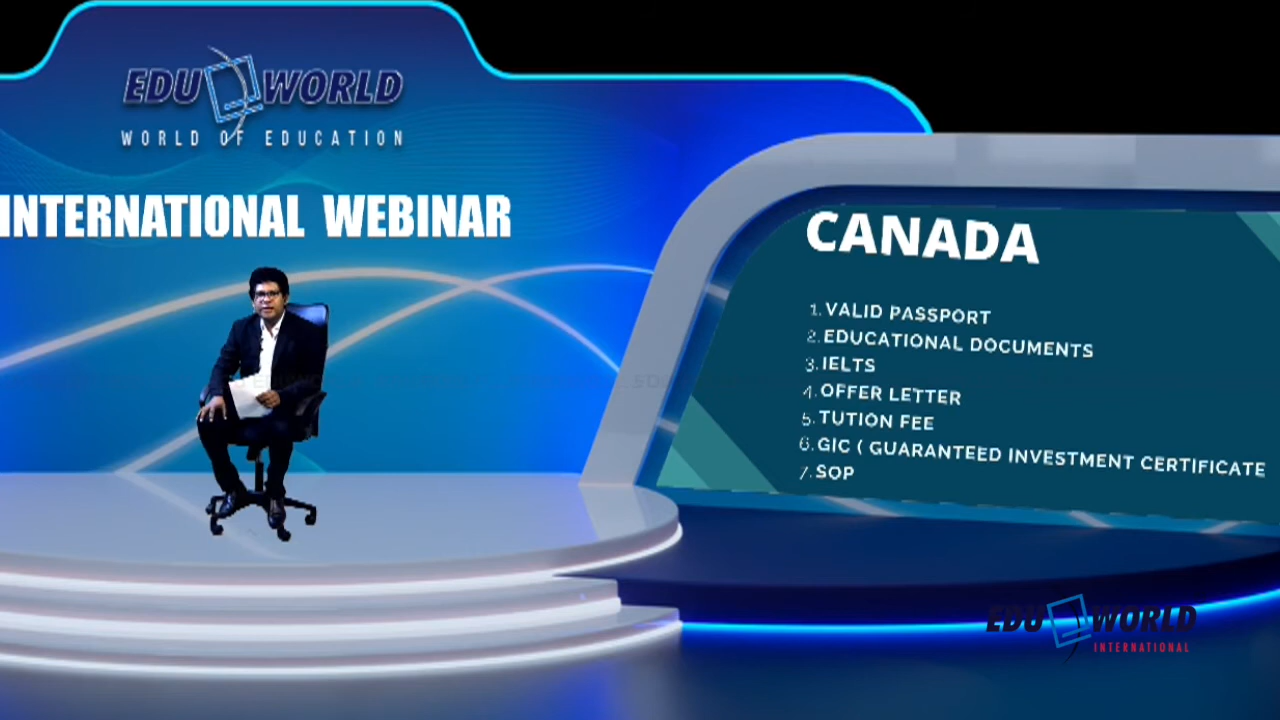 EDU WORLD
WORLD OF EDUCATION
INTERNATIONAL WEBINAR
CANADA
1. VALID PASSPORT
2. EDUCATIONAL DOCUMENTS
3. IELTS
4. OFFER LETTER
5. TUTION FEE
6. GIC ( GUARANTEED INVESTMENT CERTIFICATE
7. SOP
EDU WORLD
INTERNATIONAL